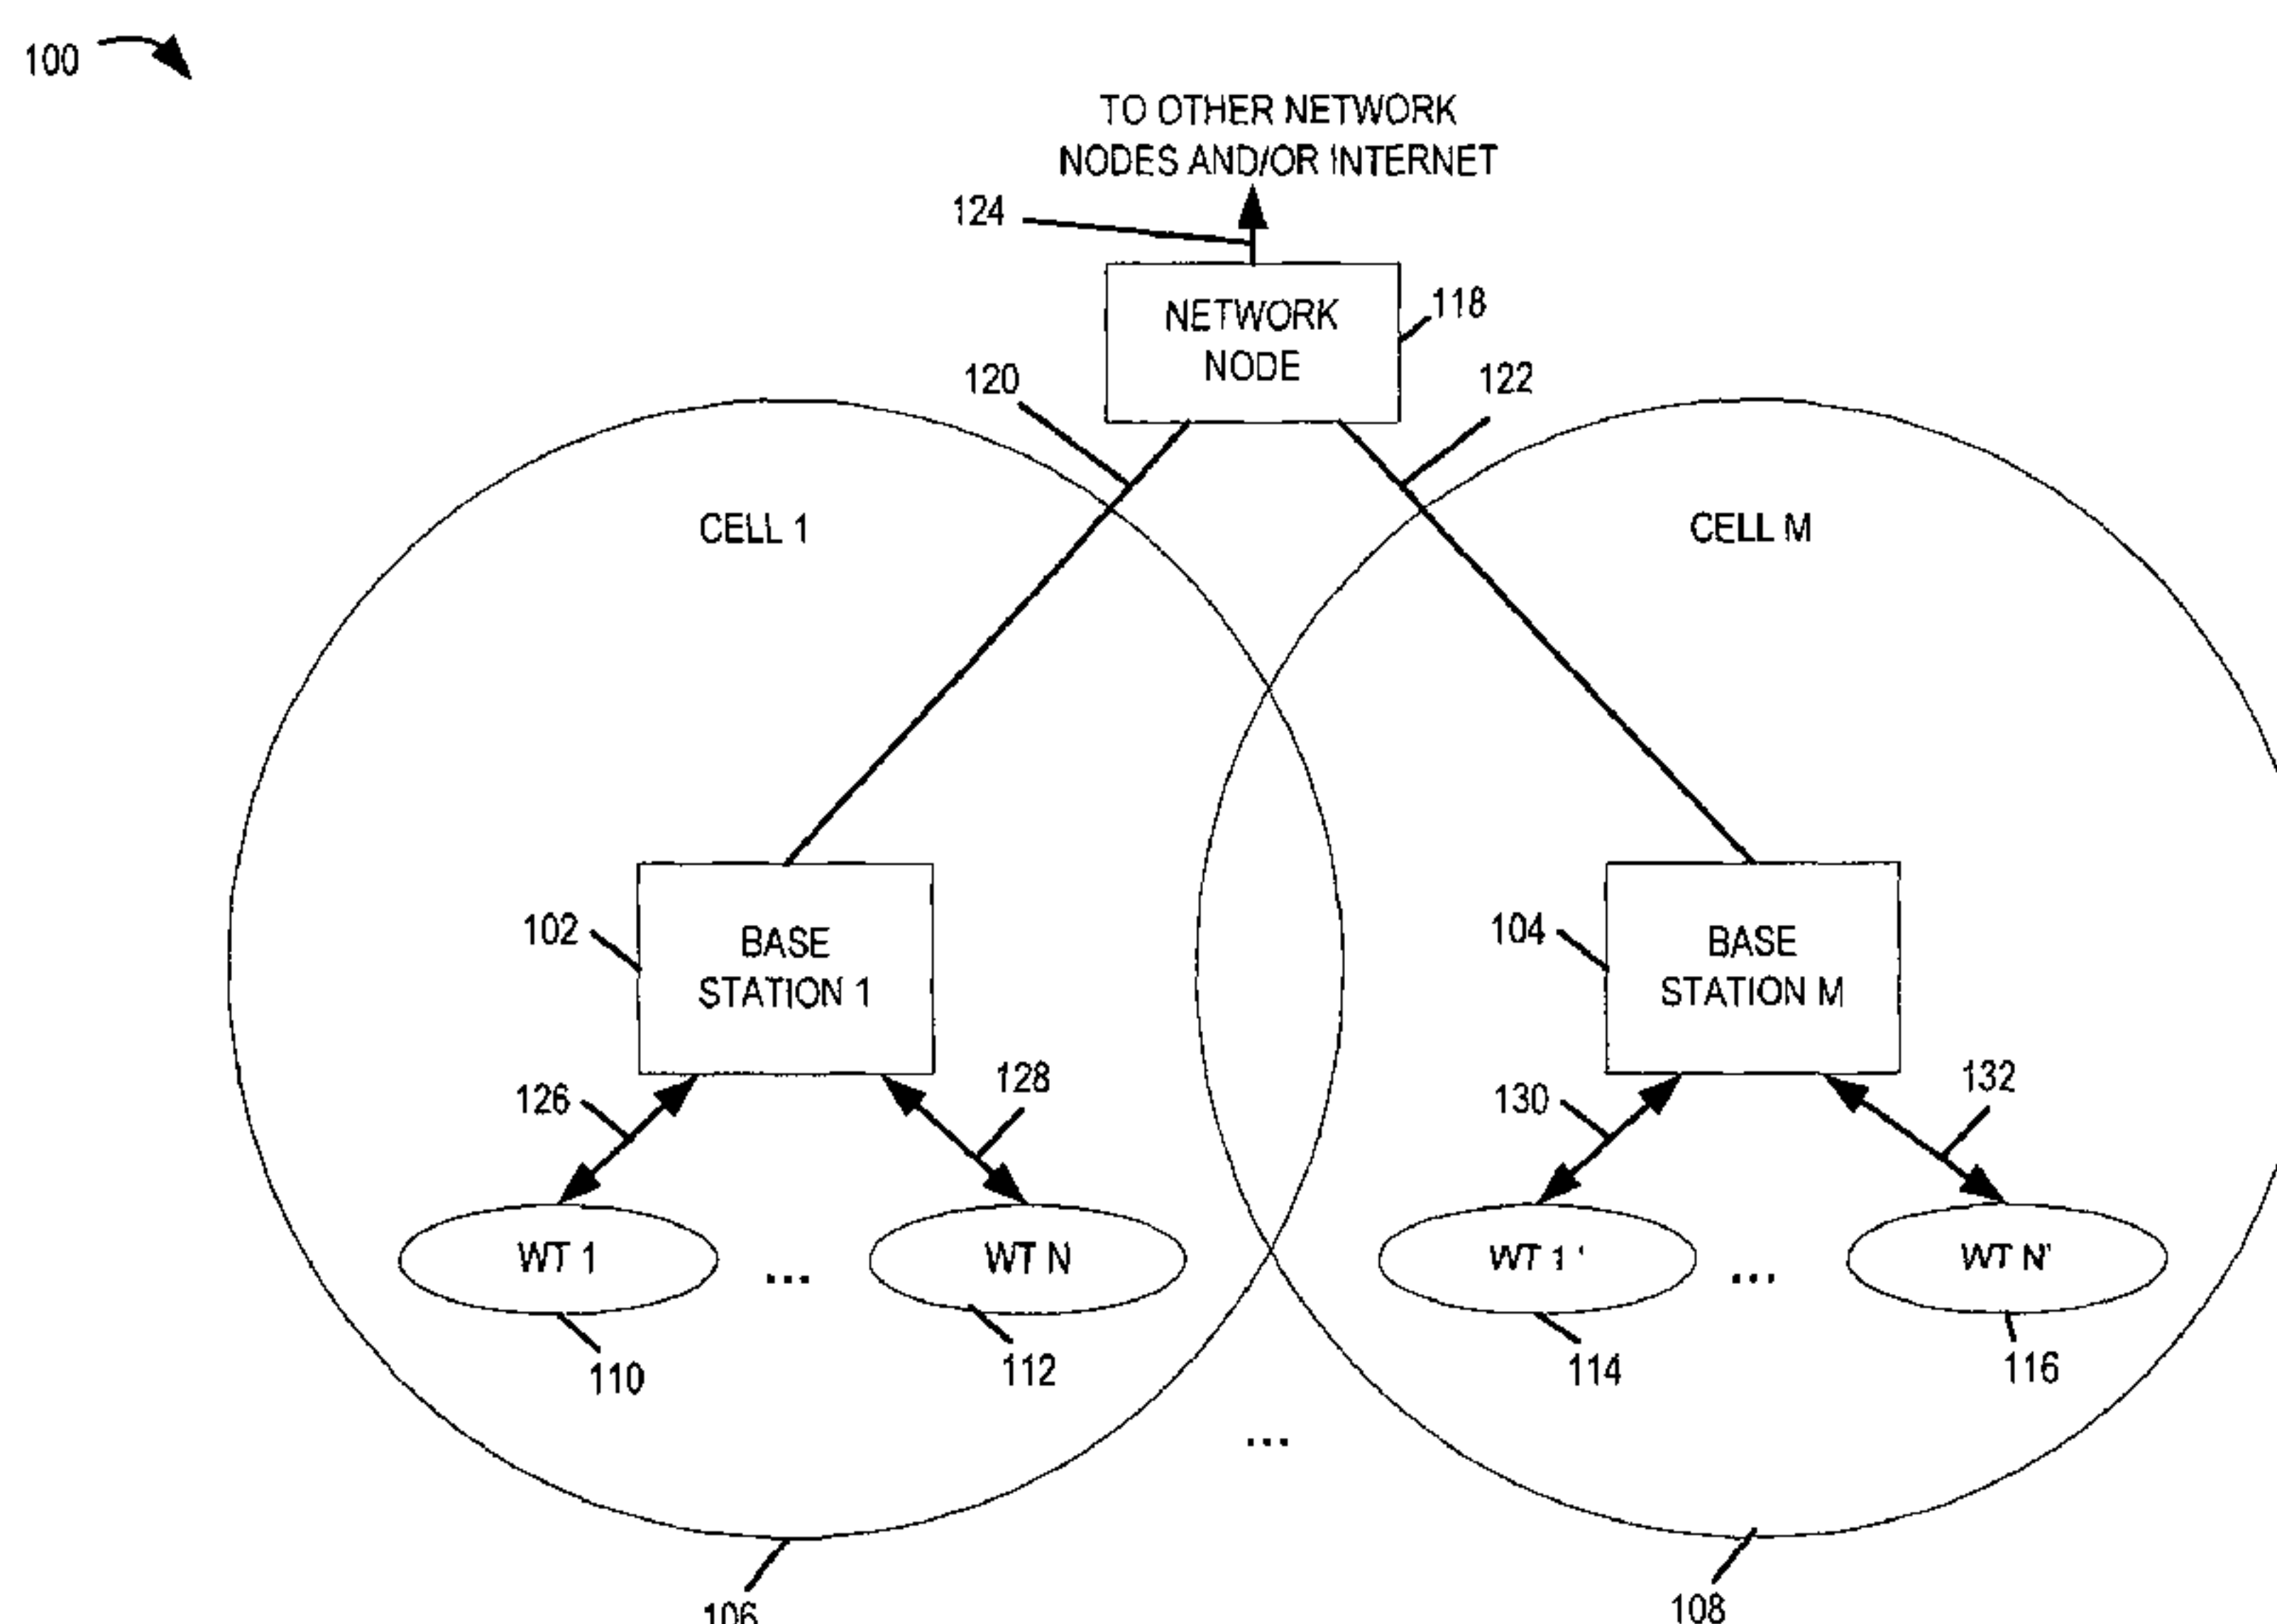 100
TO OTHER NETWORK
NODES AND/OR INTERNET
124
NETWORK
NODE
118
120
122
CELL 1
CELL M
102
BASE
STATION 1
104
BASE
STATION M
126
128
130
132
WT 1
...
WT N
WT 1'
...
WT N'
110
112
114
116
...
106
108